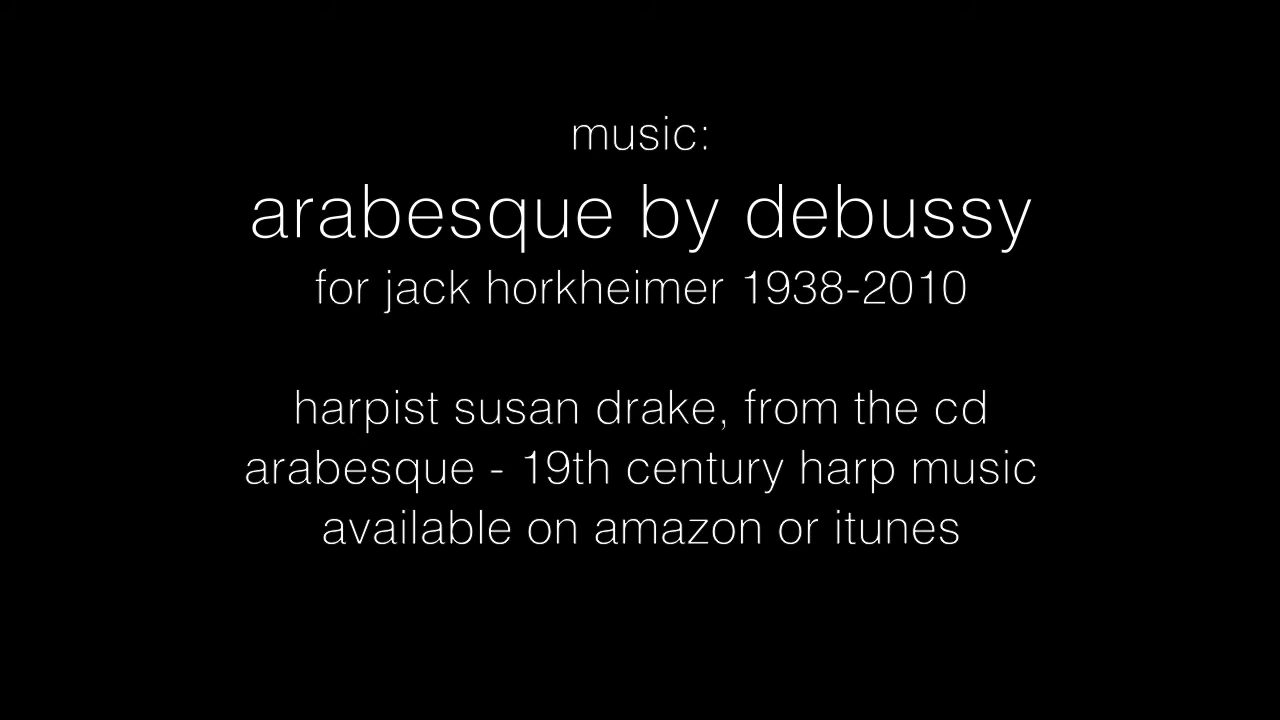 music:
arabesque by debussy
for jack horkheimer 1938-2010
harpist susan drake, from the cd
arabesque - 19th century harp music
available on amazon or itunes